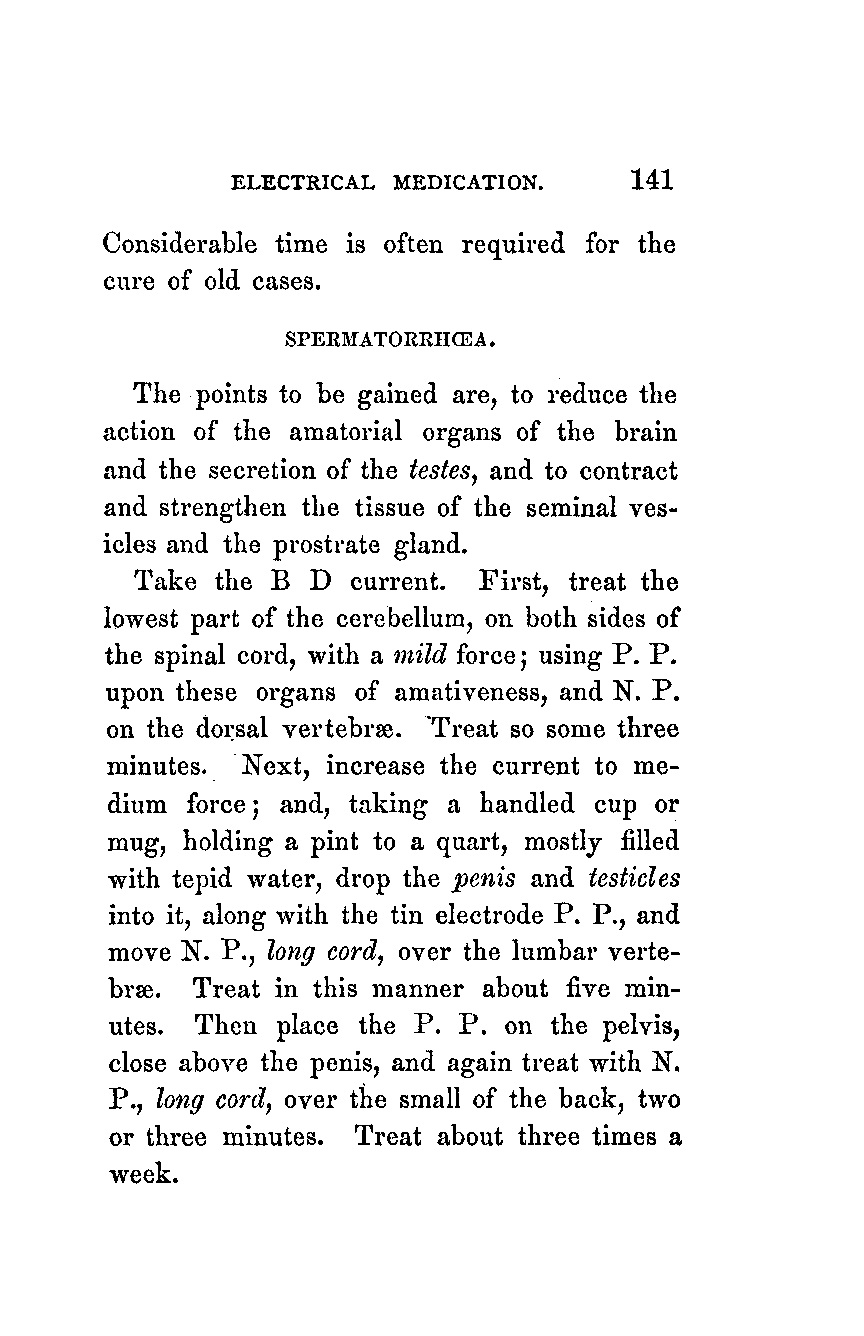 ELECTRICAL MEDICATION. 141
Considerable time is often required for the
cure of old cases.
SPERMATORRHŒA.
The points to be gained are, to reduce the
action of the amatorial organs of the brain
and the secretion of the testes, and to contract
and strengthen the tissue of the seminal ves-
icles and the prostrate gland.
Take the B D current. First, treat the
lowest part of the cerebellum, on both sides of
the spinal cord, with a mild force; using P. P.
upon these organs of amativeness, and N. P.
on the dorsal vertebræ. Treat so some three
minutes. Next, increase the current to me-
dium force; and, taking a handled cup or
mug, holding a pint to a quart, mostly filled
with tepid water, drop the penis and testicles
into it, along with the tin electrode P. P., and
move N. P., long cord, over the lumbar verte-
bræ. Treat in this manner about five min-
utes. Then place the P. P. on the pelvis,
close above the penis, and again treat with N.
P., long cord, over the small of the back, two
or three minutes. Treat about three times a
week.